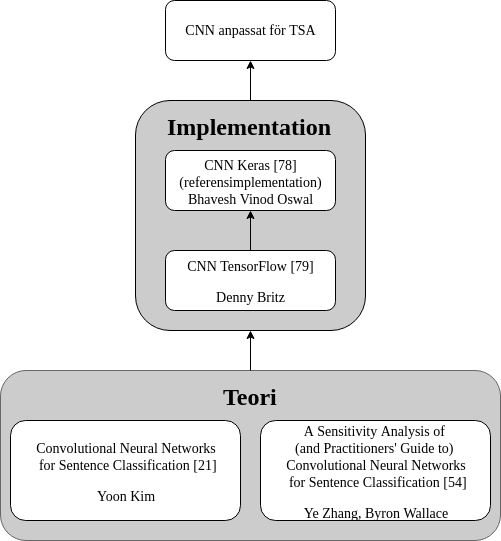 CNN anpassat för TSA
Implementation
CNN Keras [78]
(referensimplementation)
Bhavesh Vinod Oswal
CNN TensorFlow [79]
Denny Britz
Teori
Convolutional Neural Networks
for Sentence Classification [21]
Yoon Kim
A Sensitivity Analysis of
(and Practitioners' Guide to)
Convolutional Neural Networks
for Sentence Classification [54]
Ye Zhang, Byron Wallace